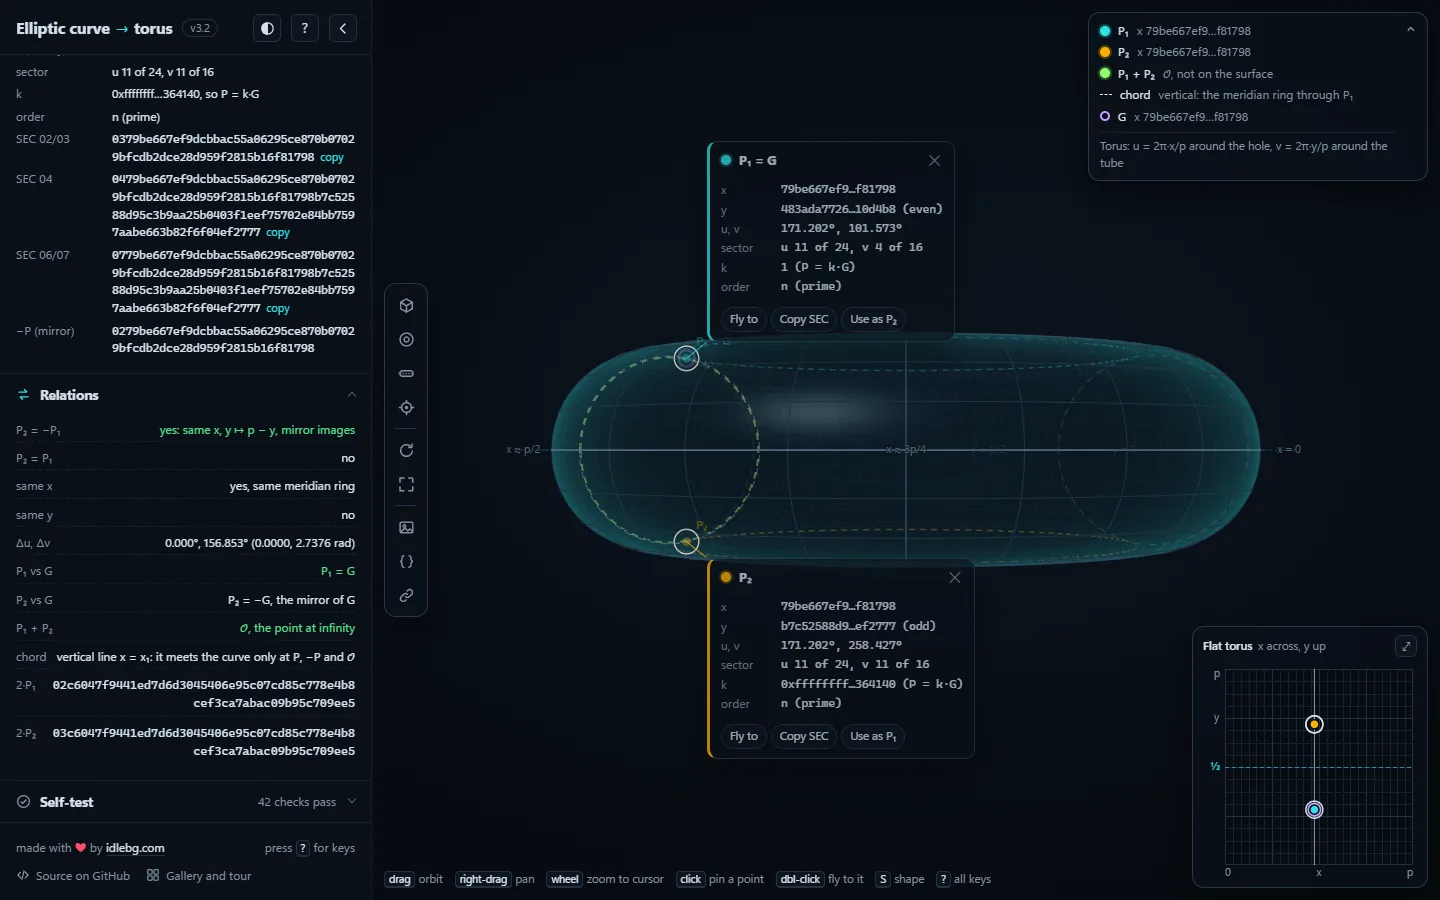 Elliptic curve → torus v3.2 ?
sector u 11 of 24, v 11 of 16
k 0xffffffff…364140, so P = k·G
order n (prime)
SEC 02/03 0379be667ef9dcbbac55a06295ce870b0702
9bfcdb2dce28d959f2815b16f81798 copy
SEC 04 0479be667ef9dcbbac55a06295ce870b0702
9bfcdb2dce28d959f2815b16f81798b7c525
88d95c3b9aa25b0403f1eef75702e84bb759
7aabe663b82f6f04ef2777 copy
SEC 06/07 0779be667ef9dcbbac55a06295ce870b0702
9bfcdb2dce28d959f2815b16f81798b7c525
88d95c3b9aa25b0403f1eef75702e84bb759
7aabe663b82f6f04ef2777 copy
−P (mirror) 0279be667ef9dcbbac55a06295ce870b0702
9bfcdb2dce28d959f2815b16f81798
Relations
P₂ = −P₁ yes: same x, y ↦ p − y, mirror images
P₂ = P₁ no
same x yes, same meridian ring
same y no
Δu, Δv 0.000°, 156.853° (0.0000, 2.7376 rad)
P₁ vs G P₁ = G
P₂ vs G P₂ = −G, the mirror of G
P₁ + P₂ 𝒪, the point at infinity
chord vertical line x = x₁: it meets the curve only at P, −P and 𝒪
2·P₁ 02c6047f9441ed7d6d3045406e95c07cd85c778e4b8
cef3ca7abac09b95c709ee5
2·P₂ 03c6047f9441ed7d6d3045406e95c07cd85c778e4b8
cef3ca7abac09b95c709ee5
Self-test 42 checks pass
made with ❤ by idlebg.com press ? for keys
Source on GitHub Gallery and tour
P₁ = G
x 79be667ef9…f81798
y 483ada7726…10d4b8 (even)
u, v 171.202°, 101.573°
sector u 11 of 24, v 4 of 16
k 1 (P = k·G)
order n (prime)
Fly to Copy SEC Use as P₂
x ≈ p/2 x ≈ 3p/4 x = 0
P₂
P₂
x 79be667ef9…f81798
y b7c52588d9…ef2777 (odd)
u, v 171.202°, 258.427°
sector u 11 of 24, v 11 of 16
k 0xffffffff…364140 (P = k·G)
order n (prime)
Fly to Copy SEC Use as P₁
drag orbit right-drag pan wheel zoom to cursor click pin a point dbl-click fly to it S shape ? all keys
P₁ x 79be667ef9…f81798
P₂ x 79be667ef9…f81798
P₁ + P₂ 𝒪, not on the surface
chord vertical: the meridian ring through P₁
G x 79be667ef9…f81798
Torus: u = 2π·x/p around the hole, v = 2π·y/p around the
tube
Flat torus x across, y up
p
y
½
0 x p